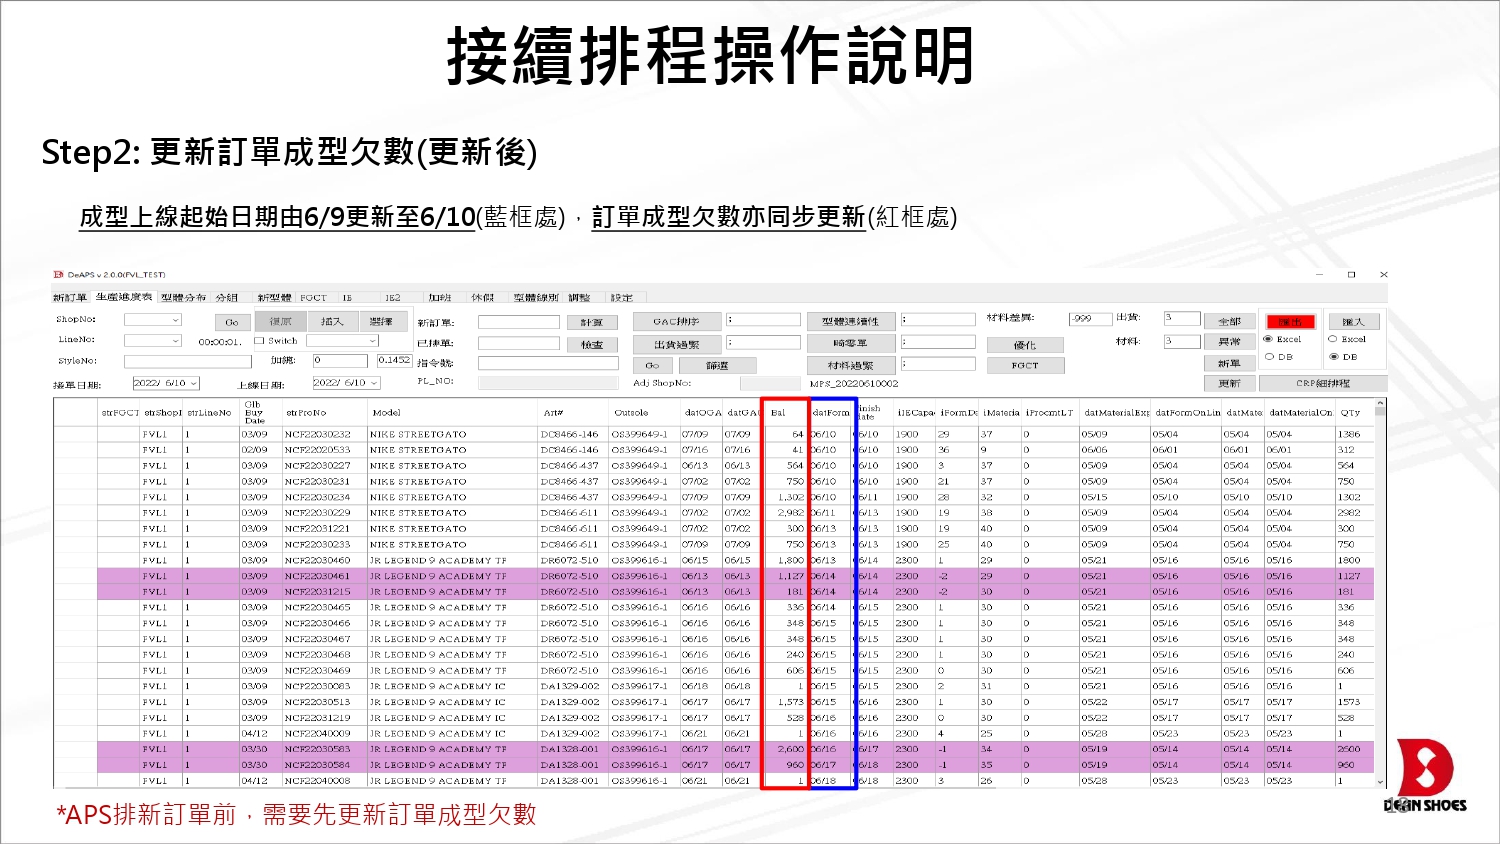 接續排程操作說明
Step2: 更新訂單成型欠數(更新後)
成型上線起始日期由6/9更新至6/10(藍框處)，訂單成型欠數亦同步更新(紅框處)
DeAPS v 2.0.0(FVL_TEST)
新訂單 生產進度表 型體分布 分組 新型體 FGCT IE IE2 加班 休假 型體線別 調整 設定
ShopNo: Go 復原 插入 選擇 新訂單: 計算 GAC排序 ; 型體連續性 ; 材料差異: -999 出貨: 3 全部 匯出 匯入
LineNo: 00:00:01. Switch 已排單: 檢查 出貨過緊 ; 畸零單 優化 材料: 3 異常 Excel Excel
StyleNo: 加總: 0 0.1452 指令號: Go 篩選 材料過緊 ; FGCT 新單 DB DB
接單日期: 2022/ 6/10 上線日期: 2022/ 6/10 PL_NO: Adj ShopNo: MPS_20220610002 更新 CRP細排程
strFGCT strShopI strLineNo Glb Buy Date strProNo Model Art# Outsole datOGA datGA Bal datForm inish date iIECapa iFormDe iMateria iProcmtLT datMaterialExp datFormOnLin datMate datMaterialOn QTy
FVL1 1 03/09 NCF22030232 NIKE STREETGATO DC8466-146 OS399649-1 07/09 07/09 64 06/10 06/10 1900 29 37 0 05/09 05/04 05/04 05/04 1386
FVL1 1 02/09 NCF22020533 NIKE STREETGATO DC8466-146 OS399649-1 07/16 07/16 41 06/10 06/10 1900 36 9 0 06/06 06/01 06/01 06/01 312
FVL1 1 03/09 NCF22030227 NIKE STREETGATO DC8466-437 OS399649-1 06/13 06/13 564 06/10 06/10 1900 3 37 0 05/09 05/04 05/04 05/04 564
FVL1 1 03/09 NCF22030231 NIKE STREETGATO DC8466-437 OS399649-1 07/02 07/02 750 06/10 06/10 1900 21 37 0 05/09 05/04 05/04 05/04 750
FVL1 1 03/09 NCF22030234 NIKE STREETGATO DC8466-437 OS399649-1 07/09 07/09 1,302 06/10 06/11 1900 28 32 0 05/15 05/10 05/10 05/10 1302
FVL1 1 03/09 NCF22030229 NIKE STREETGATO DC8466-611 OS399649-1 07/02 07/02 2,982 06/11 06/13 1900 19 38 0 05/09 05/04 05/04 05/04 2982
FVL1 1 03/09 NCF22031221 NIKE STREETGATO DC8466-611 OS399649-1 07/02 07/02 300 06/13 06/13 1900 19 40 0 05/09 05/04 05/04 05/04 300
FVL1 1 03/09 NCF22030233 NIKE STREETGATO DC8466-611 OS399649-1 07/09 07/09 750 06/13 06/13 1900 25 40 0 05/09 05/04 05/04 05/04 750
FVL1 1 03/09 NCF22030460 JR LEGEND 9 ACADEMY TF DR6072-510 OS399616-1 06/15 06/15 1,800 06/13 06/14 2300 1 29 0 05/21 05/16 05/16 05/16 1800
FVL1 1 03/09 NCF22030461 JR LEGEND 9 ACADEMY TF DR6072-510 OS399616-1 06/13 06/13 1,127 06/14 06/14 2300 -2 29 0 05/21 05/16 05/16 05/16 1127
FVL1 1 03/09 NCF22031215 JR LEGEND 9 ACADEMY TF DR6072-510 OS399616-1 06/13 06/13 181 06/14 06/14 2300 -2 30 0 05/21 05/16 05/16 05/16 181
FVL1 1 03/09 NCF22030465 JR LEGEND 9 ACADEMY TF DR6072-510 OS399616-1 06/16 06/16 336 06/14 06/15 2300 1 30 0 05/21 05/16 05/16 05/16 336
FVL1 1 03/09 NCF22030466 JR LEGEND 9 ACADEMY TF DR6072-510 OS399616-1 06/16 06/16 348 06/15 06/15 2300 1 30 0 05/21 05/16 05/16 05/16 348
FVL1 1 03/09 NCF22030467 JR LEGEND 9 ACADEMY TF DR6072-510 OS399616-1 06/16 06/16 348 06/15 06/15 2300 1 30 0 05/21 05/16 05/16 05/16 348
FVL1 1 03/09 NCF22030468 JR LEGEND 9 ACADEMY TF DR6072-510 OS399616-1 06/16 06/16 240 06/15 06/15 2300 1 30 0 05/21 05/16 05/16 05/16 240
FVL1 1 03/09 NCF22030469 JR LEGEND 9 ACADEMY TF DR6072-510 OS399616-1 06/16 06/16 606 06/15 06/15 2300 0 30 0 05/21 05/16 05/16 05/16 606
FVL1 1 03/09 NCF22030083 JR LEGEND 9 ACADEMY IC DA1329-002 OS399617-1 06/18 06/18 1 06/15 06/15 2300 2 31 0 05/21 05/16 05/16 05/16 1
FVL1 1 03/09 NCF22030513 JR LEGEND 9 ACADEMY IC DA1329-002 OS399617-1 06/17 06/17 1,573 06/15 06/16 2300 1 30 0 05/22 05/17 05/17 05/17 1573
FVL1 1 03/09 NCF22031219 JR LEGEND 9 ACADEMY IC DA1329-002 OS399617-1 06/17 06/17 528 06/16 06/16 2300 0 30 0 05/22 05/17 05/17 05/17 528
FVL1 1 04/12 NCF22040009 JR LEGEND 9 ACADEMY IC DA1329-002 OS399617-1 06/21 06/21 1 06/16 06/16 2300 4 25 0 05/28 05/23 05/23 05/23 1
FVL1 1 03/30 NCF22030583 JR LEGEND 9 ACADEMY TF DA1328-001 OS399616-1 06/17 06/17 2,600 06/16 06/17 2300 -1 34 0 05/19 05/14 05/14 05/14 2600
FVL1 1 03/30 NCF22030584 JR LEGEND 9 ACADEMY TF DA1328-001 OS399616-1 06/17 06/17 960 06/17 06/18 2300 -1 35 0 05/19 05/14 05/14 05/14 960
FVL1 1 04/12 NCF22040008 JR LEGEND 9 ACADEMY TF DA1328-001 OS399616-1 06/21 06/21 1 06/18 06/18 2300 3 26 0 05/28 05/23 05/23 05/23 1
*APS排新訂單前，需要先更新訂單成型欠數
DEAN SHOES